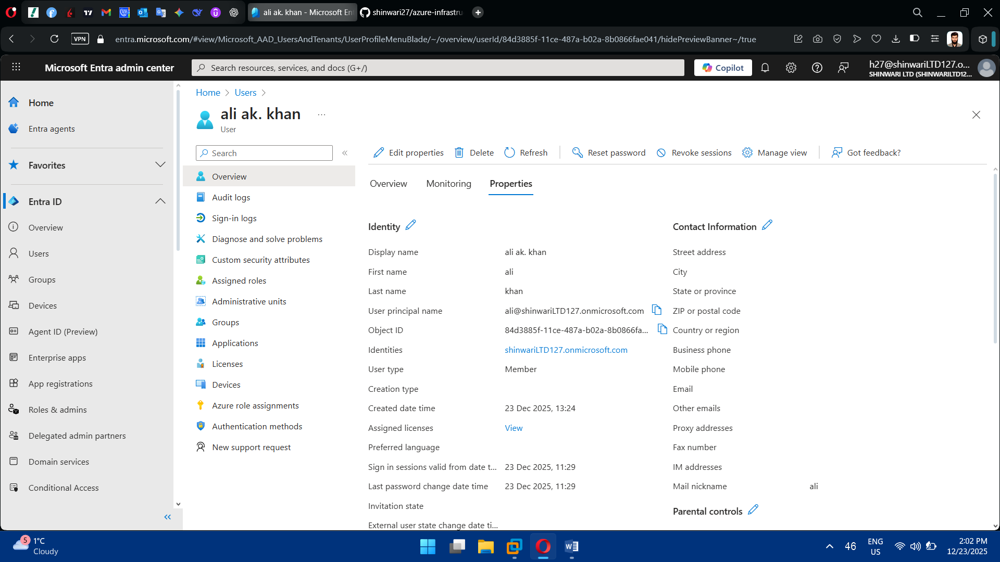 ali ak. khan - Microsoft En
shinwari27/azure-infrastru
VPN
entra.microsoft.com/#view/Microsoft_AAD_UsersAndTenants/UserProfileMenuBlade/~/overview/userId/84d3885f-11ce-487a-b02a-8b0866fae041/hidePreviewBanner~/true
Microsoft Entra admin center
Search resources, services, and docs (G+/)
Copilot
h27@shinwariLTD127.o...
SHINWARI LTD (SHINWARILTD12...
Home
Entra agents
Favorites
Entra ID
Overview
Users
Groups
Devices
Agent ID (Preview)
Enterprise apps
App registrations
Roles & admins
Delegated admin partners
Domain services
Conditional Access
Home > Users >
ali ak. khan ...
User
Search
Overview
Audit logs
Sign-in logs
Diagnose and solve problems
Custom security attributes
Assigned roles
Administrative units
Groups
Applications
Licenses
Devices
Azure role assignments
Authentication methods
New support request
Edit properties Delete Refresh Reset password Revoke sessions Manage view Got feedback?
Overview Monitoring Properties
Identity
Display name ali ak. khan
First name ali
Last name khan
User principal name ali@shinwariLTD127.onmicrosoft.com
Object ID 84d3885f-11ce-487a-b02a-8b0866fa...
Identities shinwariLTD127.onmicrosoft.com
User type Member
Creation type
Created date time 23 Dec 2025, 13:24
Assigned licenses View
Preferred language
Sign in sessions valid from date t... 23 Dec 2025, 11:29
Last password change date time 23 Dec 2025, 11:29
Invitation state
External user state change date ti...
Contact Information
Street address
City
State or province
ZIP or postal code
Country or region
Business phone
Mobile phone
Email
Other emails
Proxy addresses
Fax number
IM addresses
Mail nickname ali
Parental controls
5
1°C
Cloudy
46
ENG
US
2:02 PM
12/23/2025